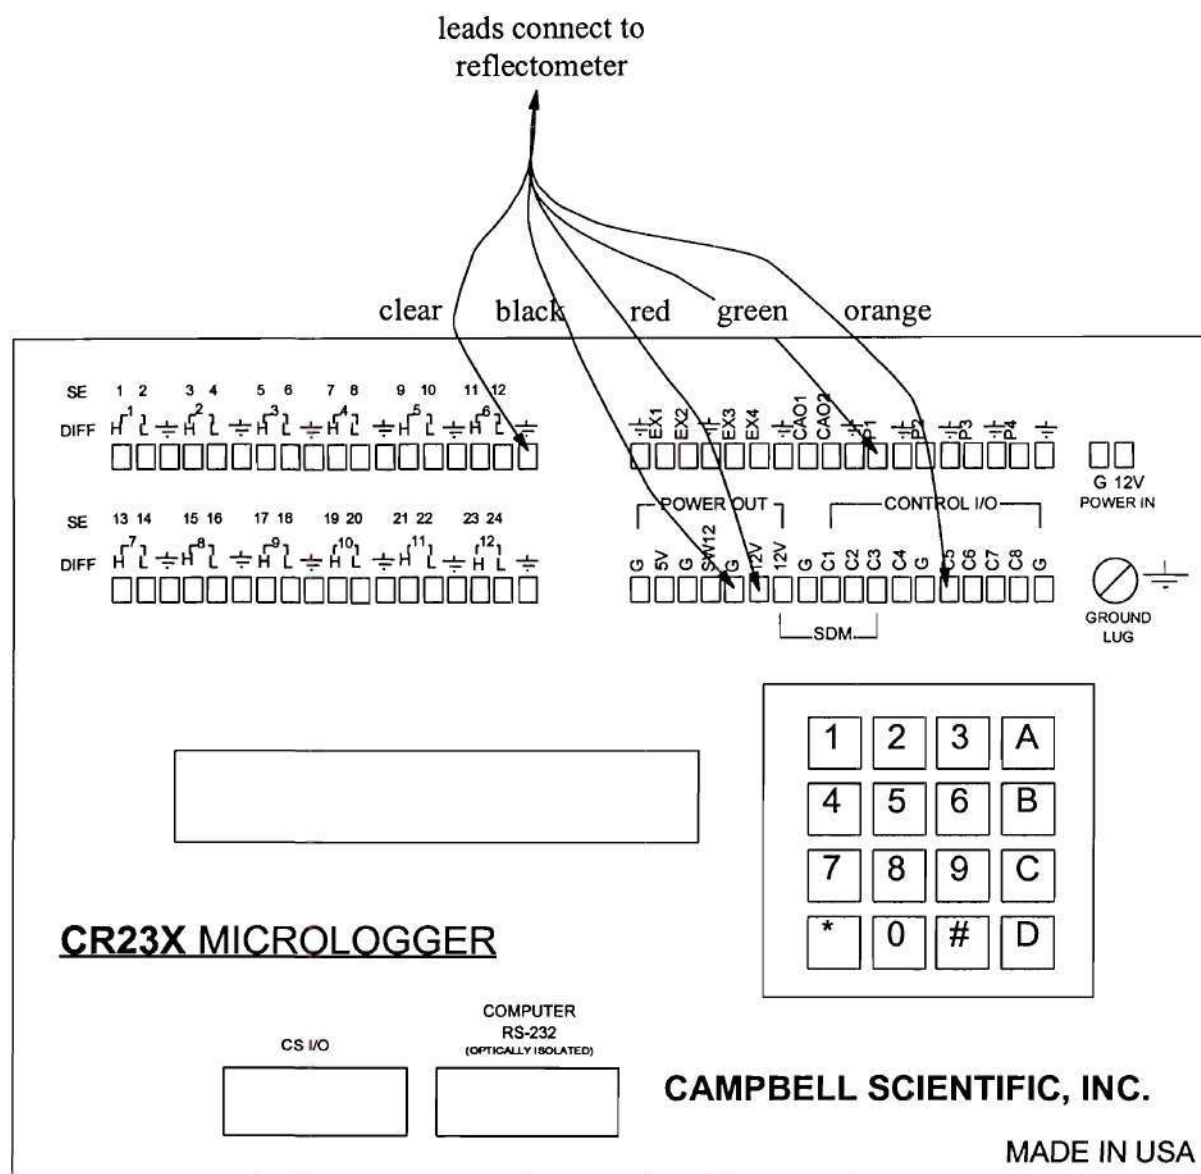 leads connect to
reflectometer
clear black red green orange
SE 1 2 3 4 5 6 7 8 9 10 11 12
1 2 3 4 5 6
DIFF H L H L H L H L H L H L
EX1 EX2 EX3 EX4 CAO1 CAO2 P1 P2 P3 P4
G 12V
POWER IN
POWER OUT CONTROL I/O
SE 13 14 15 16 17 18 19 20 21 22 23 24
7 8 9 10 11 12
DIFF H L H L H L H L H L H L
G 5V G SW12 G 12V 12V G C1 C2 C3 C4 G C5 C6 C7 C8 G
SDM
GROUND
LUG
1 2 3 A
4 5 6 B
7 8 9 C
* 0 # D
CR23X MICROLOGGER
COMPUTER
RS-232
(OPTICALLY ISOLATED)
CS I/O
CAMPBELL SCIENTIFIC, INC.
MADE IN USA